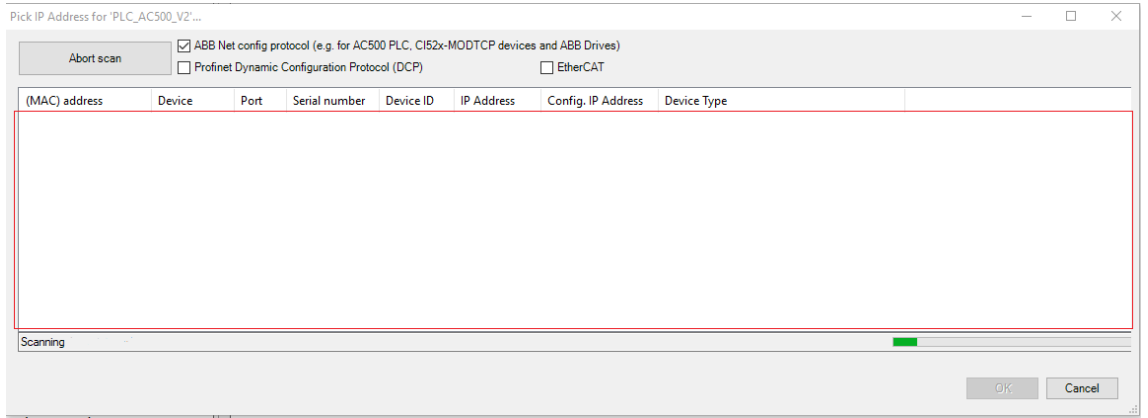 Pick IP Address for 'PLC_AC500_V2'...
Abort scan
ABB Net config protocol (e.g. for AC500 PLC, CI52x-MODTCP devices and ABB Drives)
Profinet Dynamic Configuration Protocol (DCP) EtherCAT
(MAC) address Device Port Serial number Device ID IP Address Config. IP Address Device Type
Scanning
OK Cancel